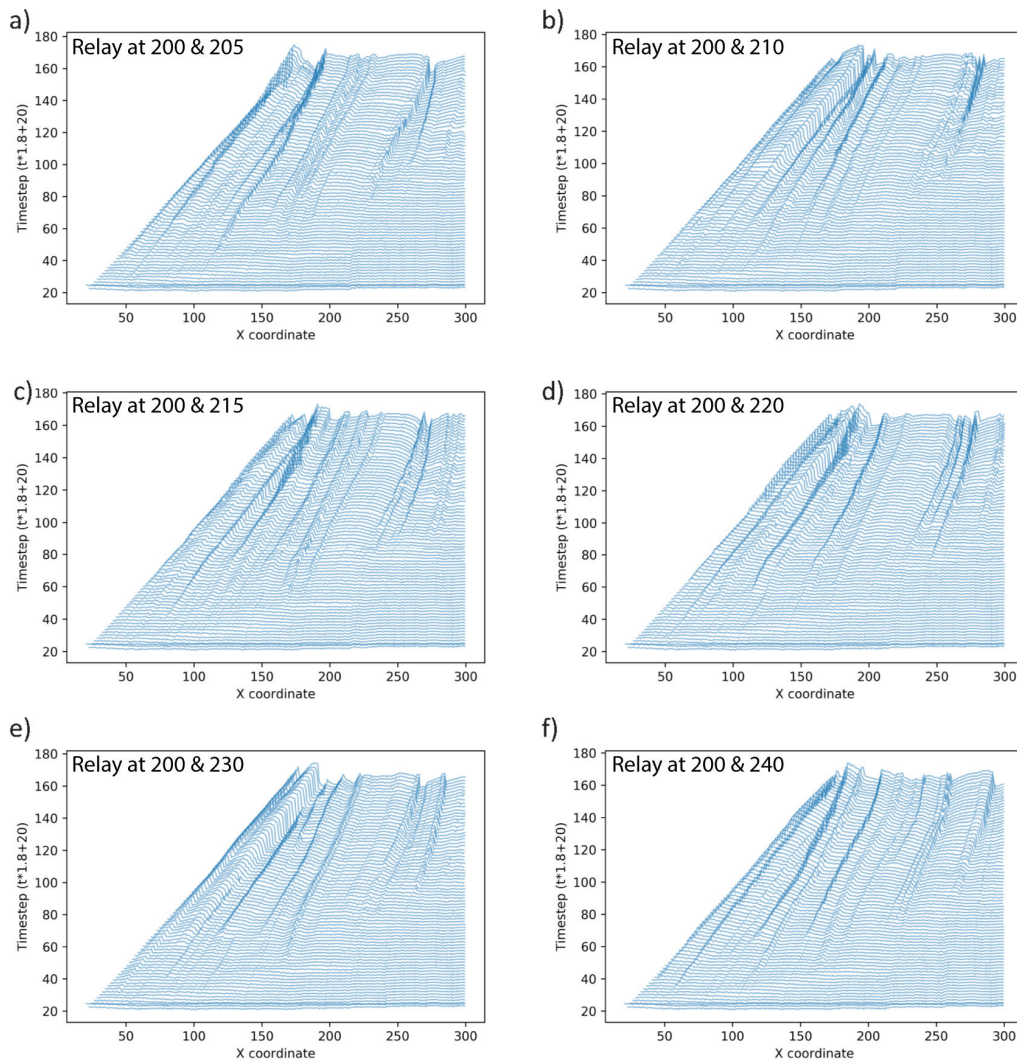 a)
Relay at 200 & 205
180
160
140
120
100
80
60
40
20
Timestep (t*1.8+20)
50 100 150 200 250 300
X coordinate
b)
Relay at 200 & 210
180
160
140
120
100
80
60
40
20
Timestep (t*1.8+20)
50 100 150 200 250 300
X coordinate
c)
Relay at 200 & 215
180
160
140
120
100
80
60
40
20
Timestep (t*1.8+20)
50 100 150 200 250 300
X coordinate
d)
Relay at 200 & 220
180
160
140
120
100
80
60
40
20
Timestep (t*1.8+20)
50 100 150 200 250 300
X coordinate
e)
Relay at 200 & 230
180
160
140
120
100
80
60
40
20
Timestep (t*1.8+20)
50 100 150 200 250 300
X coordinate
f)
Relay at 200 & 240
180
160
140
120
100
80
60
40
20
Timestep (t*1.8+20)
50 100 150 200 250 300
X coordinate